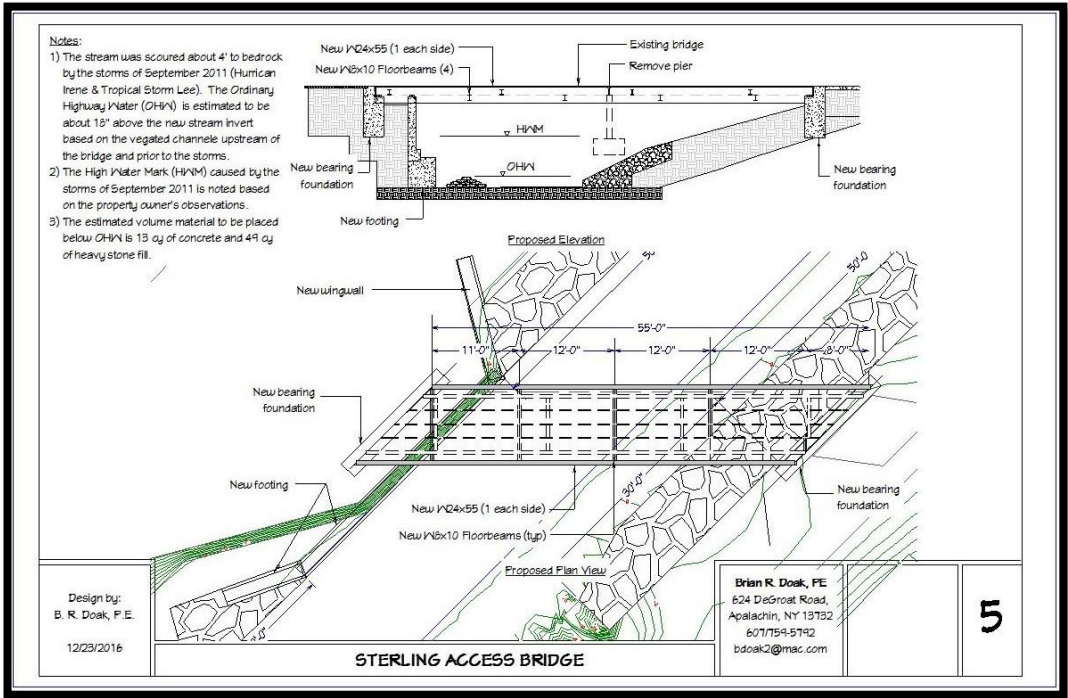 Notes:
1) The stream was scoured about 4' to bedrock
by the storms of September 2011 (Hurrican
Irene & Tropical Storm Lee). The Ordinary
Highway Water (OHW) is estimated to be
about 18" above the new stream invert
based on the vegated channele upstream of
the bridge and prior to the storms.
2) The High Water Mark (HWM) caused by the
storms of September 2011 is noted based
on the property owner's observations.
3) The estimated volume material to be placed
below OHW is 13 cy of concrete and 49 cy
of heavy stone fill.
New W24x55 (1 each side)
New W8x10 Floorbeams (4)
Existing bridge
Remove pier
HWM
OHW
New bearing
foundation
New bearing
foundation
New footing
Proposed Elevation
New wingwall
50'-0
55'-0"
11'-0"
12'-0"
12'-0"
12'-0"
8'-0"
New bearing
foundation
New footing
30'-0"
New W24x55 (1 each side)
New W8x10 Floorbeams (typ)
New bearing
foundation
Proposed Plan View
Design by:
B. R. Doak, P.E.
12/23/2016
STERLING ACCESS BRIDGE
Brian R. Doak, PE
624 DeGroat Road,
Apalachin, NY 13732
607/759-5792
bdoak2@mac.com
5